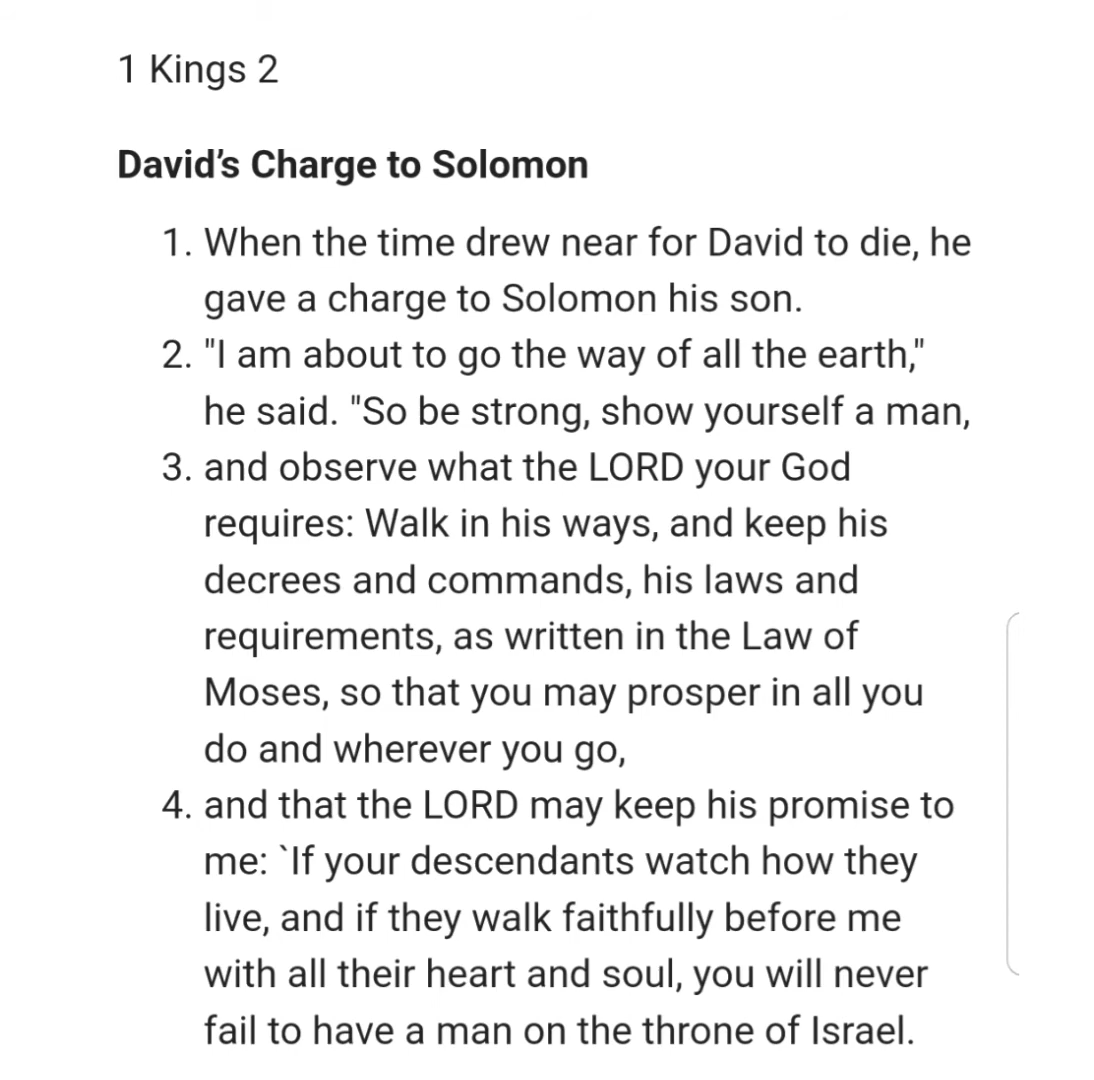 1 Kings 2
David's Charge to Solomon
1. When the time drew near for David to die, he
gave a charge to Solomon his son.
2. "I am about to go the way of all the earth,"
he said. "So be strong, show yourself a man,
3. and observe what the LORD your God
requires: Walk in his ways, and keep his
decrees and commands, his laws and
requirements, as written in the Law of
Moses, so that you may prosper in all you
do and wherever you go,
4. and that the LORD may keep his promise to
me: `If your descendants watch how they
live, and if they walk faithfully before me
with all their heart and soul, you will never
fail to have a man on the throne of Israel.